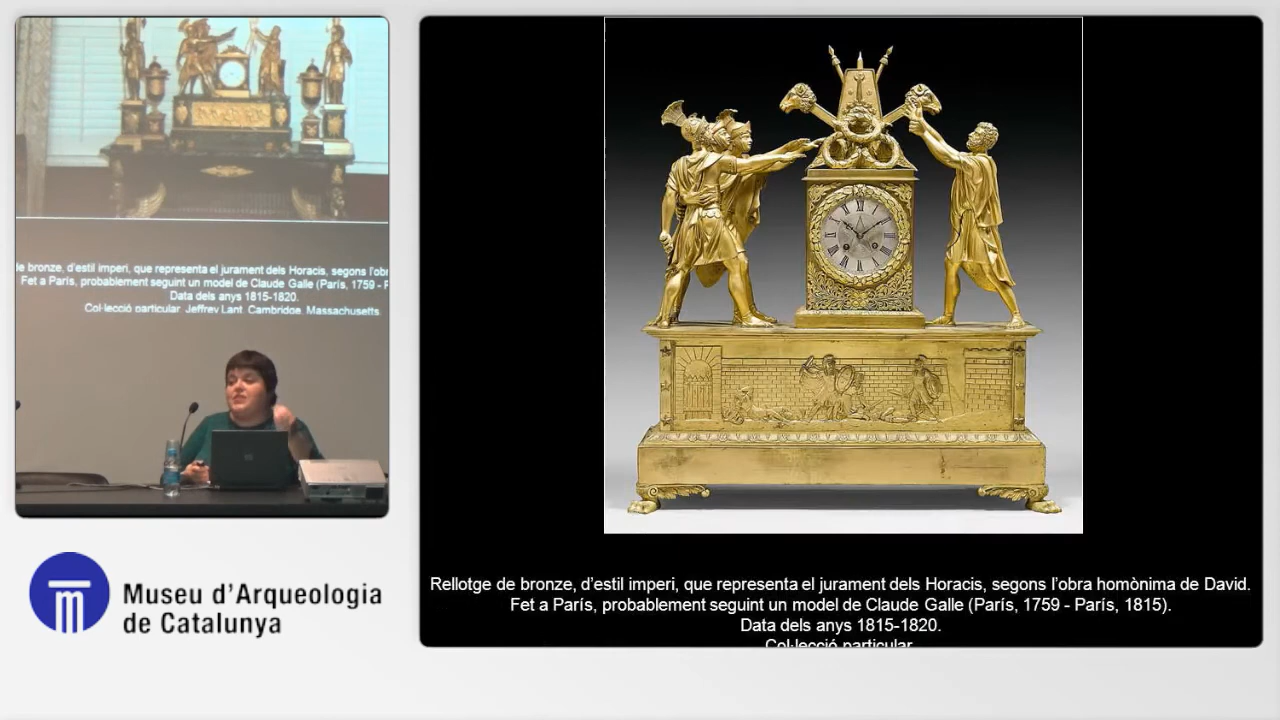 le bronze, d'estil imperi, que representa el jurament dels Horacis, segons l'obr
Fet a París, probablement seguint un model de Claude Galle (París, 1759 - P
Data dels anys 1815-1820.
Col·lecció particular Jeffrey Lant, Cambridge, Massachusetts.
Museu d'Arqueologia
de Catalunya
Rellotge de bronze, d'estil imperi, que representa el jurament dels Horacis, segons l'obra homònima de David.
Fet a París, probablement seguint un model de Claude Galle (París, 1759 - París, 1815).
Data dels anys 1815-1820.
Col·lecció particular